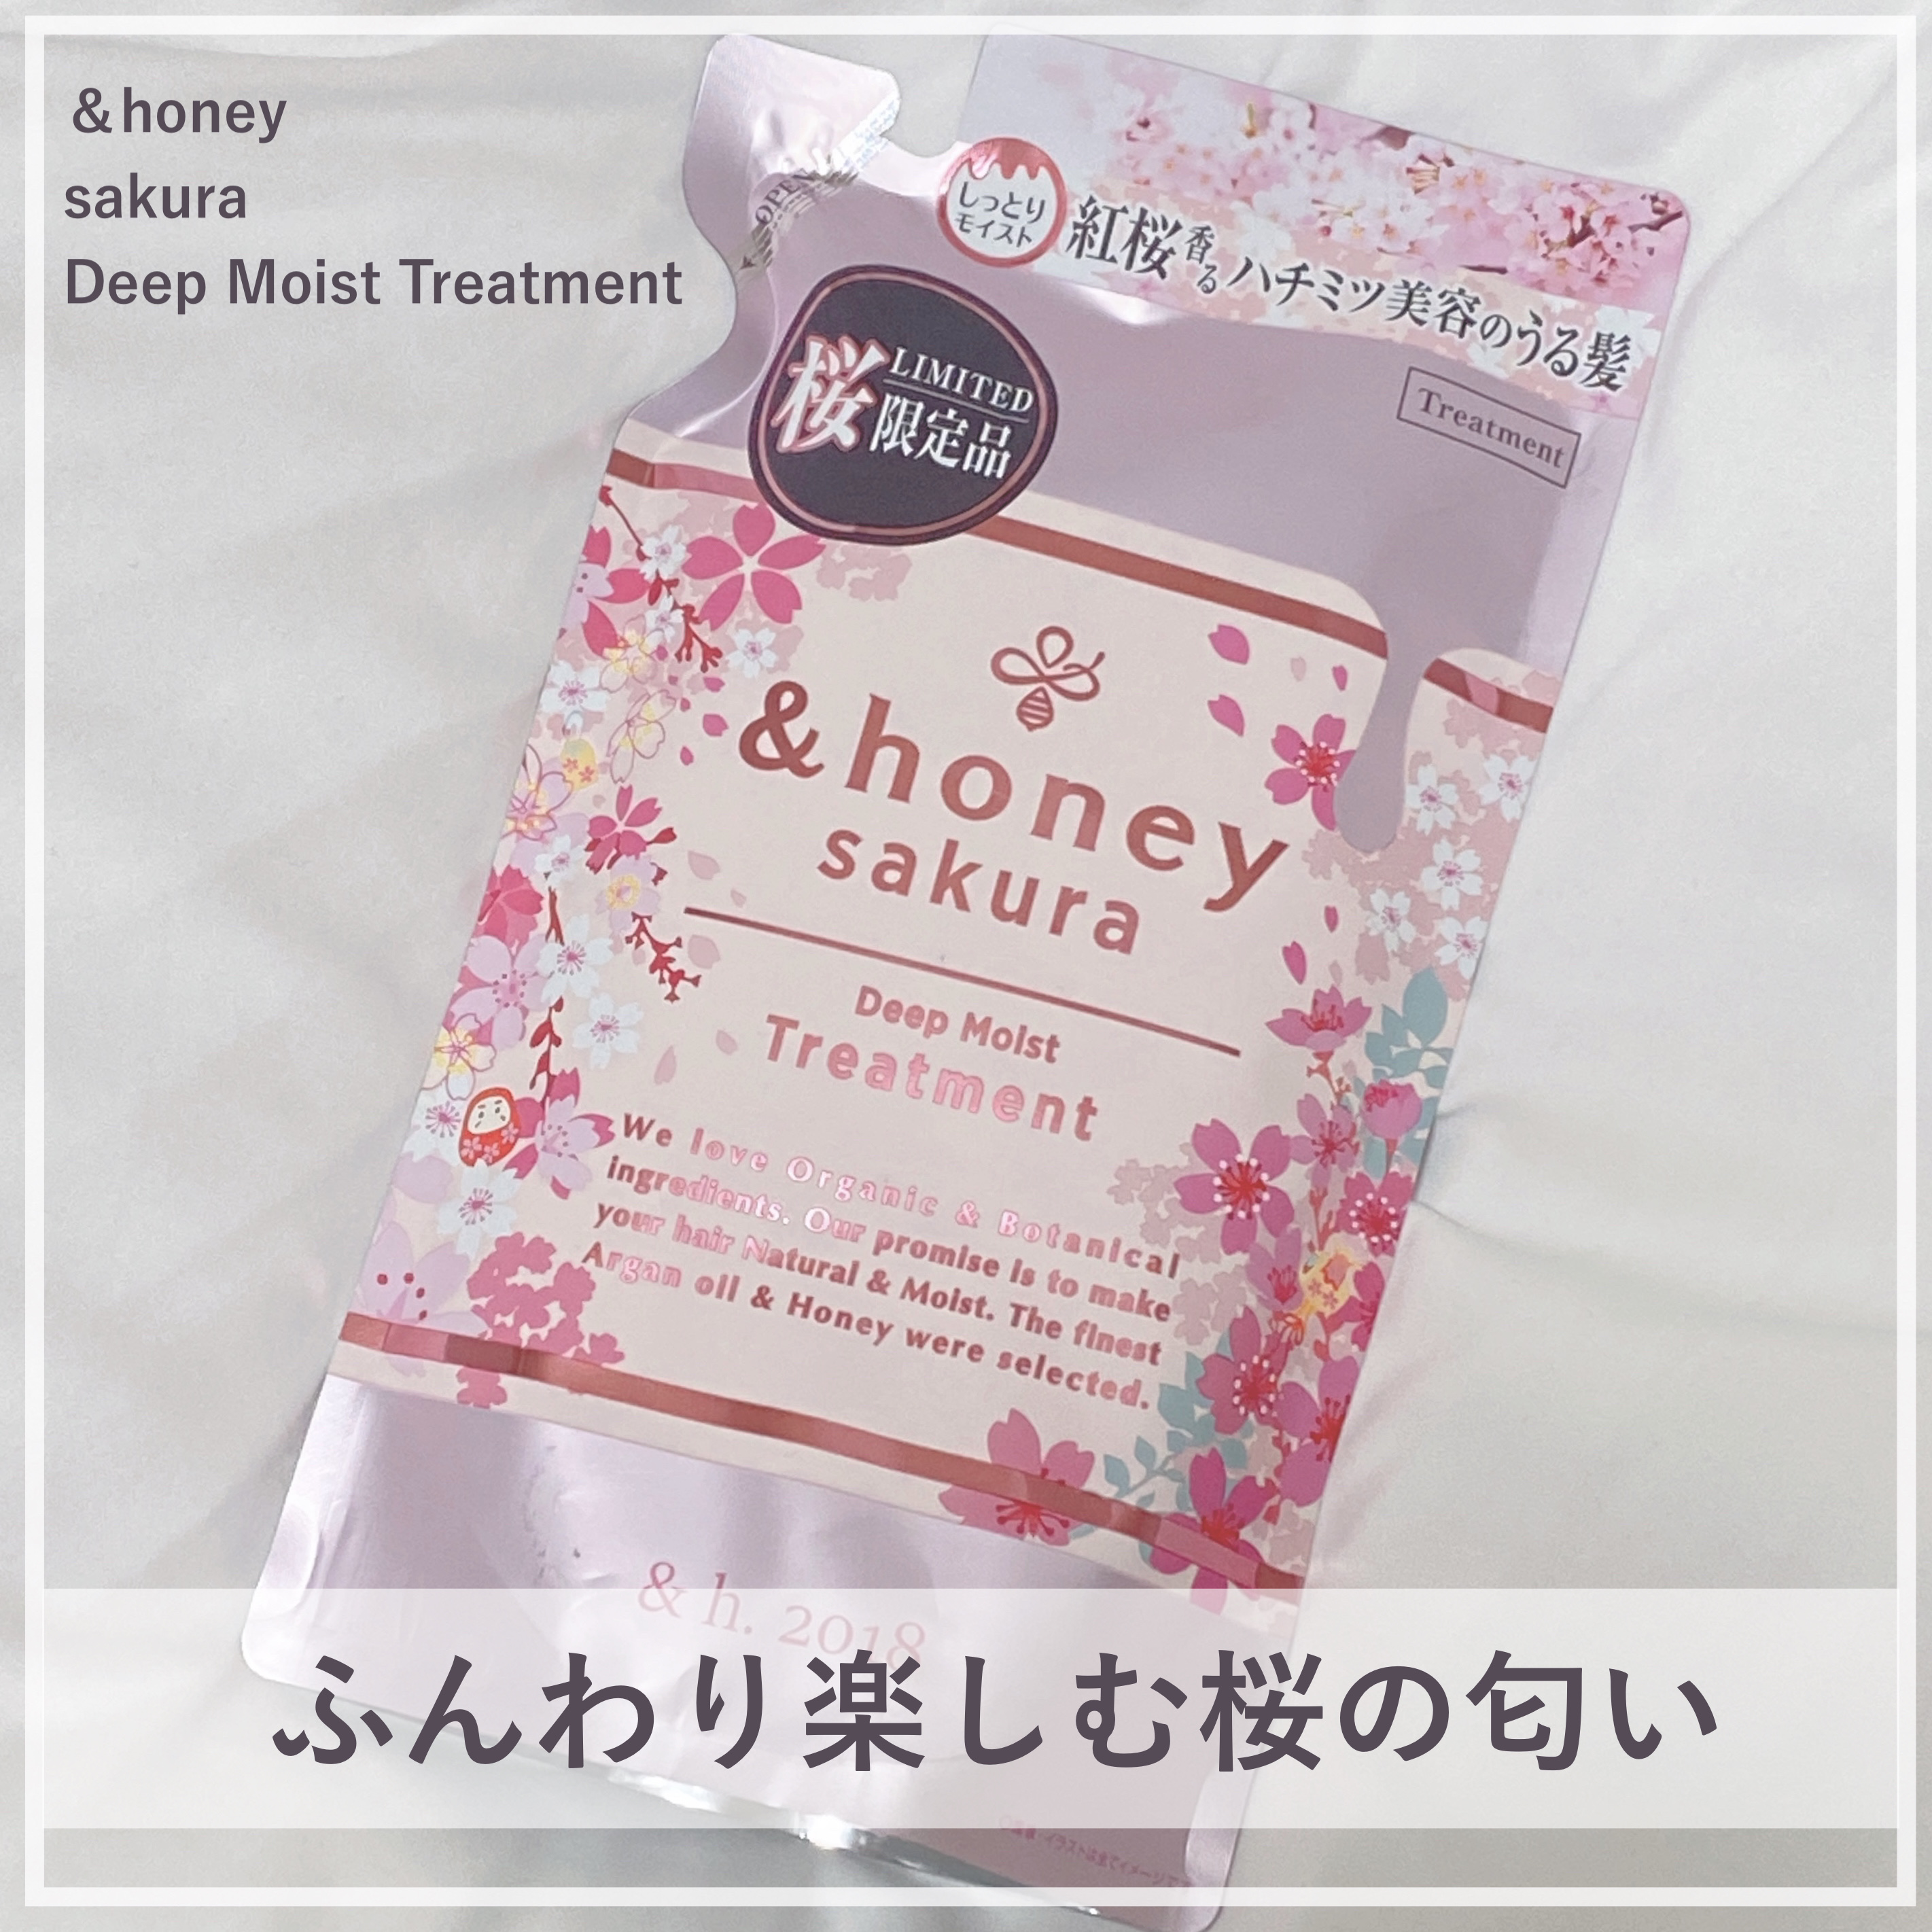 &honey
sakura
Deep Moist Treatment
OPEN
しっとり
モイスト
紅桜香るハチミツ美容のうる髪
桜
LIMITED
限定品
Treatment
&honey
sakura
Deep Moist
Treatment
We love Organic & Botanical
ingredients. Our promise is to make
your hair Natural & Moist. The finest
Argan oil & Honey were selected.
& h. 2018
ふんわり楽しむ桜の匂い